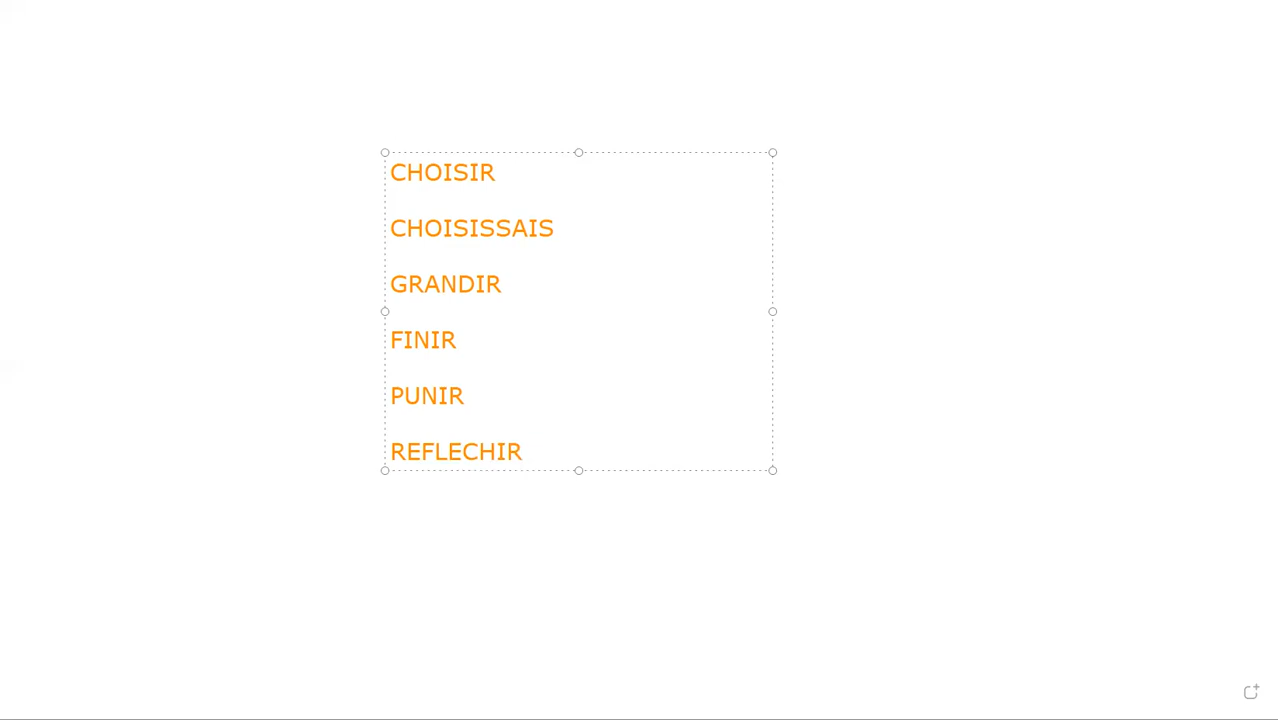 CHOISIR
CHOISISSAIS
GRANDIR
FINIR
PUNIR
REFLECHIR